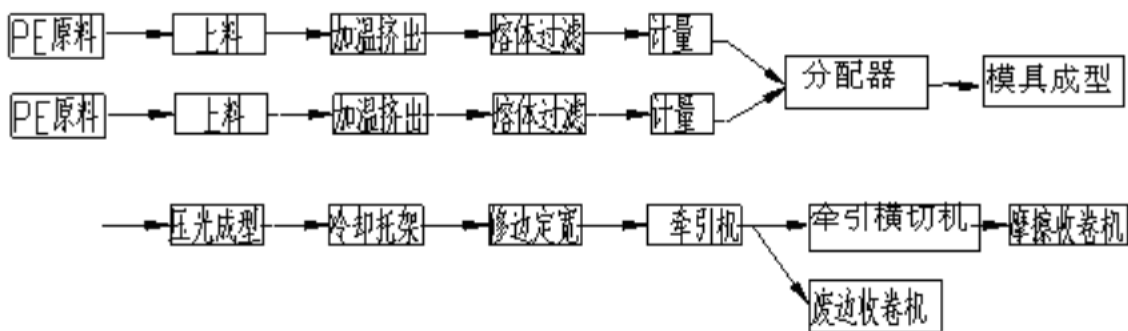 PE原料 上料 加温挤出 熔体过滤 计量
分配器 模具成型
PE原料 上料 加温挤出 熔体过滤 计量
压光成型 冷却托架 修边定宽 牵引机 牵引横切机 摩擦收卷机
废边收卷机